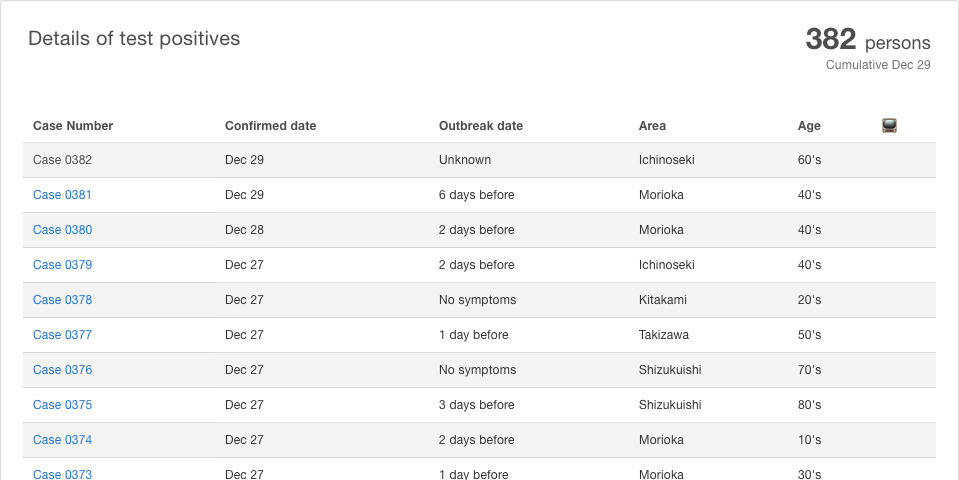 Details of test positives
382 persons
Cumulative Dec 29
Case Number Confirmed date Outbreak date Area Age
Case 0382 Dec 29 Unknown Ichinoseki 60's
Case 0381 Dec 29 6 days before Morioka 40's
Case 0380 Dec 28 2 days before Morioka 40's
Case 0379 Dec 27 2 days before Ichinoseki 40's
Case 0378 Dec 27 No symptoms Kitakami 20's
Case 0377 Dec 27 1 day before Takizawa 50's
Case 0376 Dec 27 No symptoms Shizukuishi 70's
Case 0375 Dec 27 3 days before Shizukuishi 80's
Case 0374 Dec 27 2 days before Morioka 10's
Case 0373 Dec 27 1 day before Morioka 30's